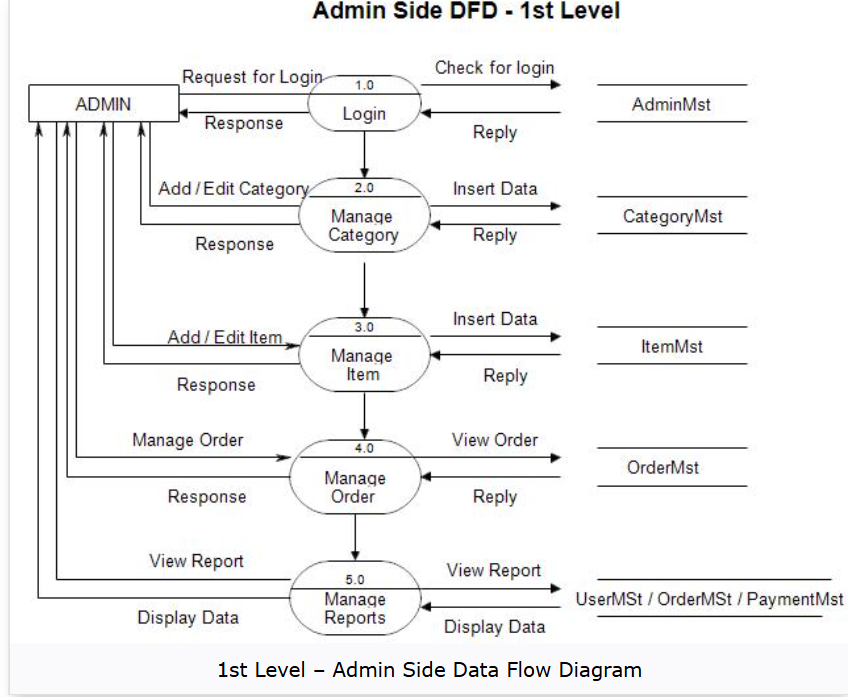 Admin Side DFD - 1st Level
Request for Login
1.0
Check for login
ADMIN
Login
AdminMst
Response
Reply
Add / Edit Category
2.0
Insert Data
Manage
Category
CategoryMst
Response
Reply
3.0
Insert Data
Add / Edit Item
Manage
Item
ItemMst
Response
Reply
Manage Order
4.0
View Order
Manage
Order
OrderMst
Response
Reply
View Report
5.0
View Report
Manage
Reports
UserMSt / OrderMSt / PaymentMst
Display Data
Display Data
1st Level – Admin Side Data Flow Diagram